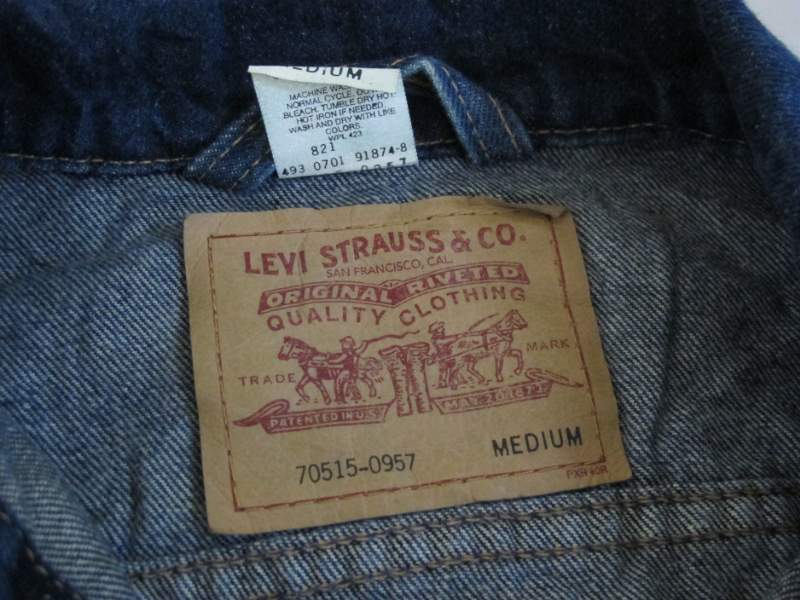 MEDIUM
MACHINE WAS
NORMAL CYCLE, DO
BLEACH. TUMBLE DRY HOT.
HOT IRON IF NEEDED.
WASH AND DRY WITH LIKE
COLORS.
WPL 423
821
493 0701 91874-8
LEVI STRAUSS & CO.
SAN FRANCISCO, CAL.
ORIGINAL RIVETED
QUALITY CLOTHING
TRADE MARK
PATENTED IN U.S. MAY 20 1873
70515-0957 MEDIUM